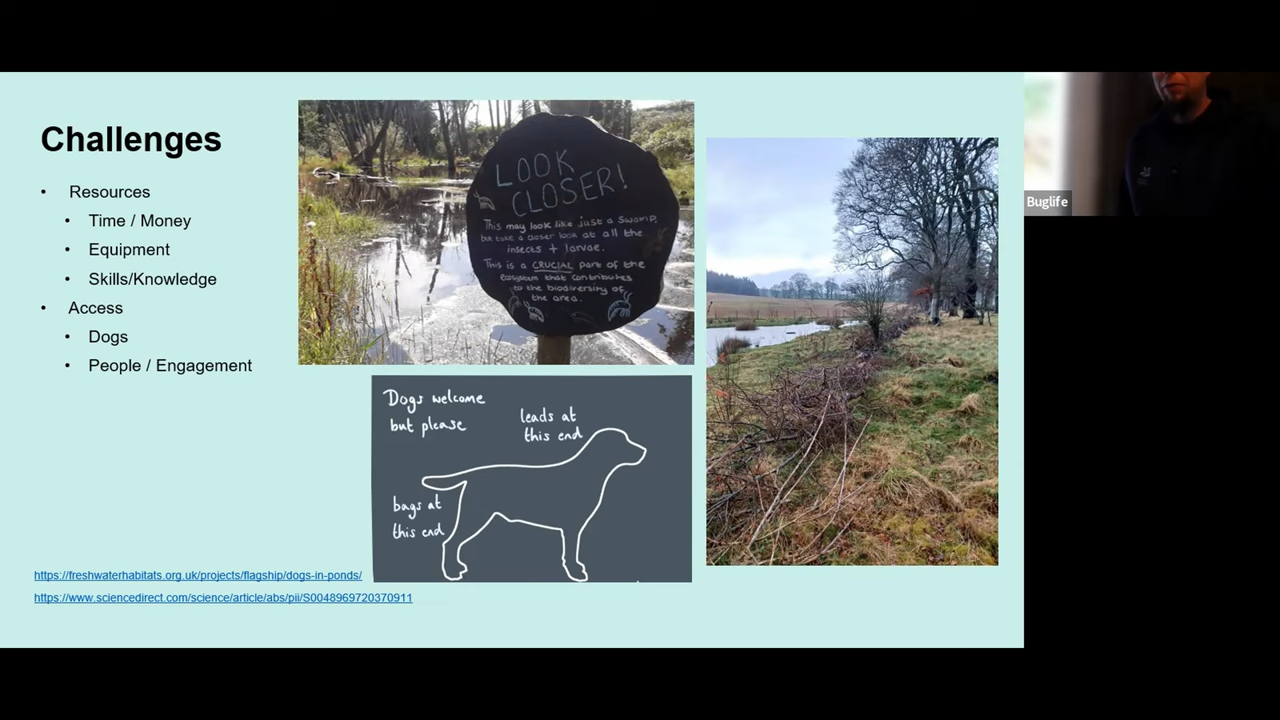 Challenges
• Resources
• Time / Money
• Equipment
• Skills/Knowledge
• Access
• Dogs
• People / Engagement
LOOK
CLOSER!
This may look like just a swamp,
but take a closer look at all the
insects + larvae.
This is a CRUCIAL part of the
ecosystem that contributes
to the biodiversity of
the area.
Dogs welcome
but please
leads at
this end
bags at
this end
https://freshwaterhabitats.org.uk/projects/flagship/dogs-in-ponds/
https://www.sciencedirect.com/science/article/abs/pii/S0048969720370911
Buglife